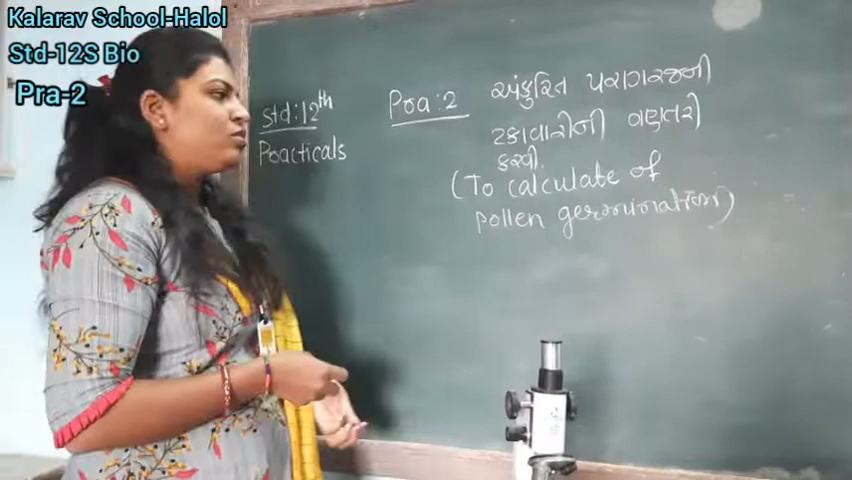 Kalarav School-Halol
Std-12S Bio
Pra-2
std:12th
Practicals
Pra:2 અંકુરિત પરાગરજની
ટકાવારીની ગણતરી
કરવી.
(To calculate of
pollen germination)